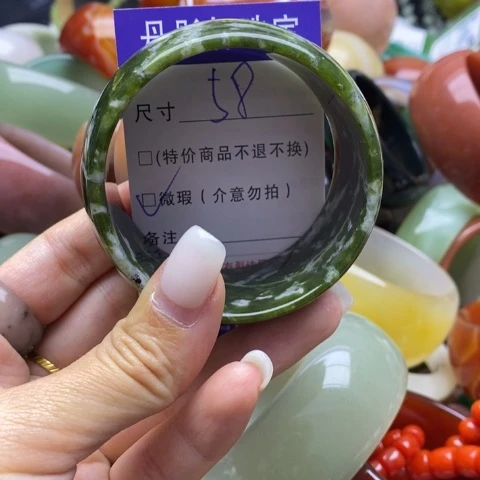 尺寸 58
□(特价商品不退不换)
□微瑕(介意勿拍)
备注